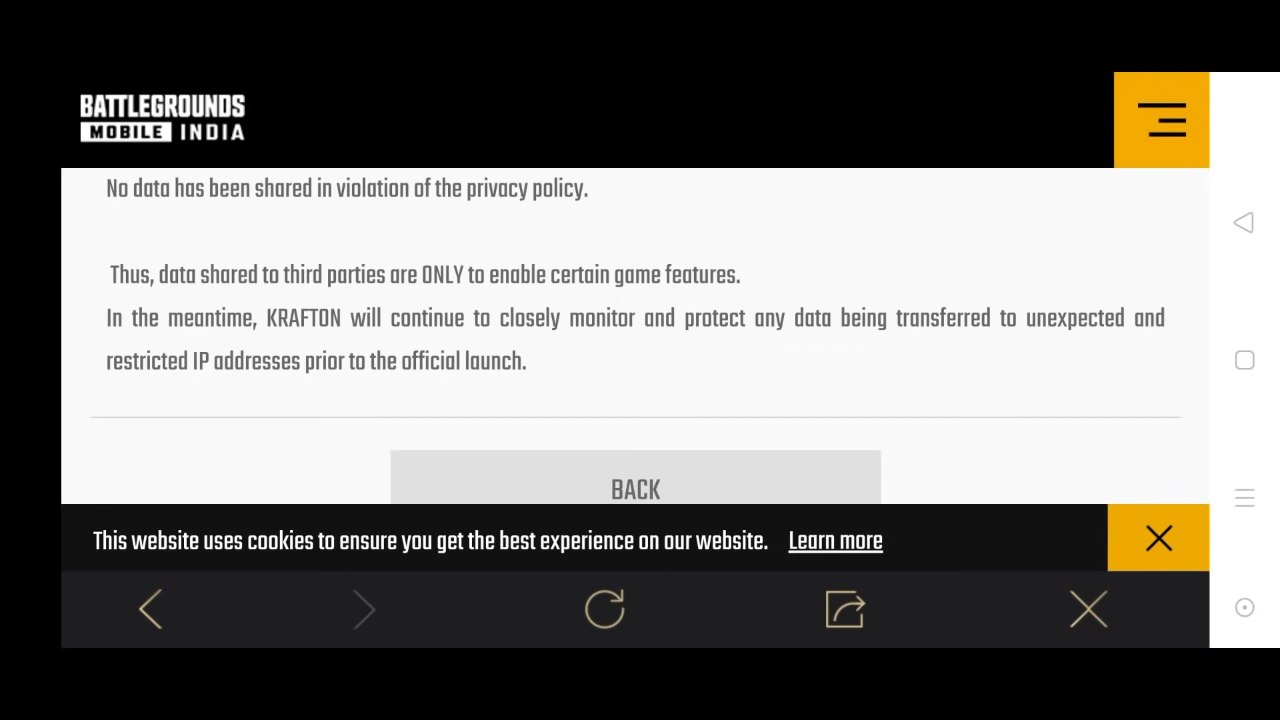 BATTLEGROUNDS
MOBILE INDIA
No data has been shared in violation of the privacy policy.
Thus, data shared to third parties are ONLY to enable certain game features.
In the meantime, KRAFTON will continue to closely monitor and protect any data being transferred to unexpected and
restricted IP addresses prior to the official launch.
BACK
This website uses cookies to ensure you get the best experience on our website. Learn more